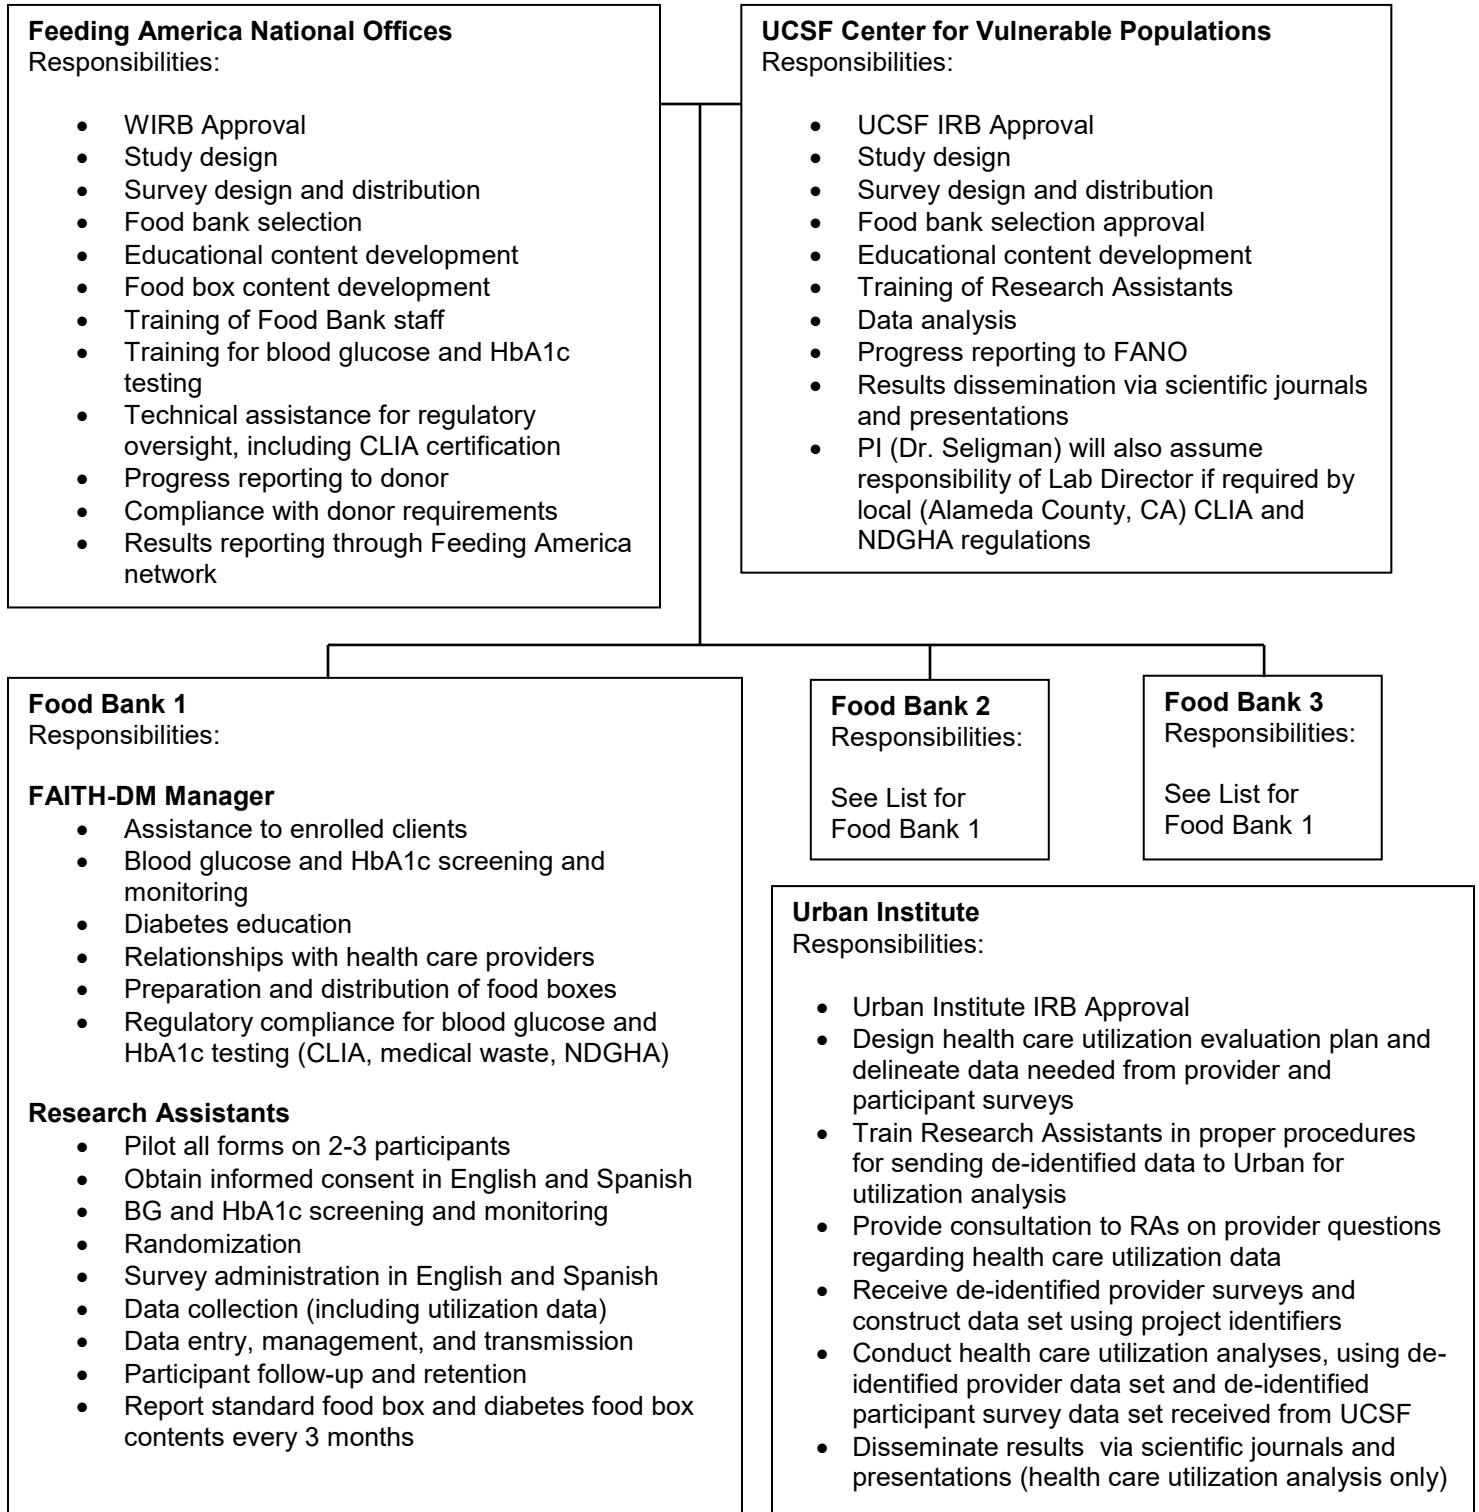 Feeding America National Offices
Responsibilities:
• WIRB Approval
• Study design
• Survey design and distribution
• Food bank selection
• Educational content development
• Food box content development
• Training of Food Bank staff
• Training for blood glucose and HbA1c
testing
• Technical assistance for regulatory
oversight, including CLIA certification
• Progress reporting to donor
• Compliance with donor requirements
• Results reporting through Feeding America
network
UCSF Center for Vulnerable Populations
Responsibilities:
• UCSF IRB Approval
• Study design
• Survey design and distribution
• Food bank selection approval
• Educational content development
• Training of Research Assistants
• Data analysis
• Progress reporting to FANO
• Results dissemination via scientific journals
and presentations
• PI (Dr. Seligman) will also assume
responsibility of Lab Director if required by
local (Alameda County, CA) CLIA and
NDGHA regulations
Food Bank 1
Responsibilities:
FAITH-DM Manager
• Assistance to enrolled clients
• Blood glucose and HbA1c screening and
monitoring
• Diabetes education
• Relationships with health care providers
• Preparation and distribution of food boxes
• Regulatory compliance for blood glucose and
HbA1c testing (CLIA, medical waste, NDGHA)
Research Assistants
• Pilot all forms on 2-3 participants
• Obtain informed consent in English and Spanish
• BG and HbA1c screening and monitoring
• Randomization
• Survey administration in English and Spanish
• Data collection (including utilization data)
• Data entry, management, and transmission
• Participant follow-up and retention
• Report standard food box and diabetes food box
contents every 3 months
Food Bank 2
Responsibilities:
See List for
Food Bank 1
Food Bank 3
Responsibilities:
See List for
Food Bank 1
Urban Institute
Responsibilities:
• Urban Institute IRB Approval
• Design health care utilization evaluation plan and
delineate data needed from provider and
participant surveys
• Train Research Assistants in proper procedures
for sending de-identified data to Urban for
utilization analysis
• Provide consultation to RAs on provider questions
regarding health care utilization data
• Receive de-identified provider surveys and
construct data set using project identifiers
• Conduct health care utilization analyses, using de-
identified provider data set and de-identified
participant survey data set received from UCSF
• Disseminate results  via scientific journals and
presentations (health care utilization analysis only)